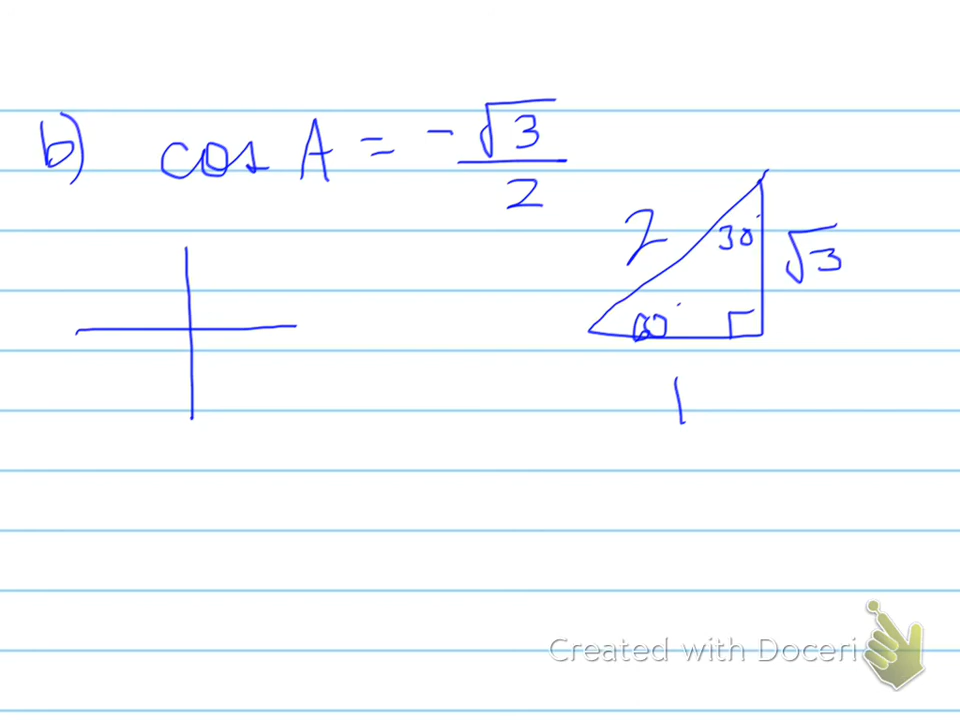 b) cos A = -√3/2
2
30°
√3
60°
1
Created with Doceri